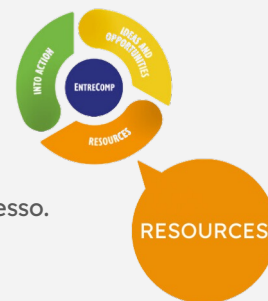 IDEAS AND
OPPORTUNITIES
INTO ACTION
ENTRECOMP
RESOURCES
esso.
RESOURCES